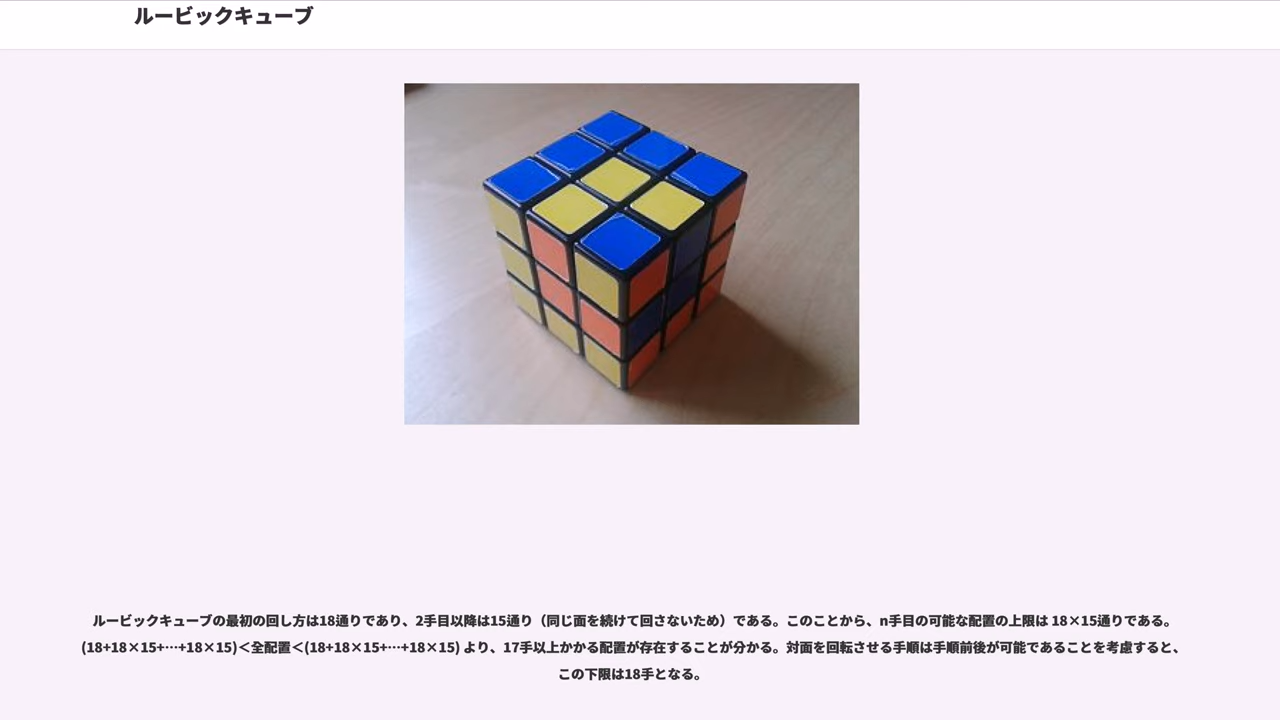 ルービックキューブ
ルービックキューブの最初の回し方は18通りであり、2手目以降は15通り（同じ面を続けて回さないため）である。このことから、n手目の可能な配置の上限は 18×15通りである。
(18+18×15+…+18×15)＜全配置＜(18+18×15+…+18×15) より、17手以上かかる配置が存在することが分かる。対面を回転させる手順は手順前後が可能であることを考慮すると、
この下限は18手となる。